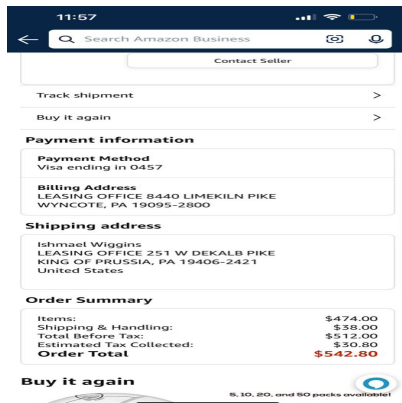 11:57
Search Amazon Business
Contact Seller
Track shipment >
Buy it again >
Payment information
Payment Method
Visa ending in 0457
Billing Address
LEASING OFFICE 8440 LIMEKILN PIKE
WYNCOTE, PA 19095-2800
Shipping address
Ishmael Wiggins
LEASING OFFICE 251 W DEKALB PIKE
KING OF PRUSSIA, PA 19406-2421
United States
Order Summary
Items: $474.00
Shipping & Handling: $38.00
Total Before Tax: $512.00
Estimated Tax Collected: $30.80
Order Total $542.80
Buy it again
5, 10, 20, and 50 packs available!